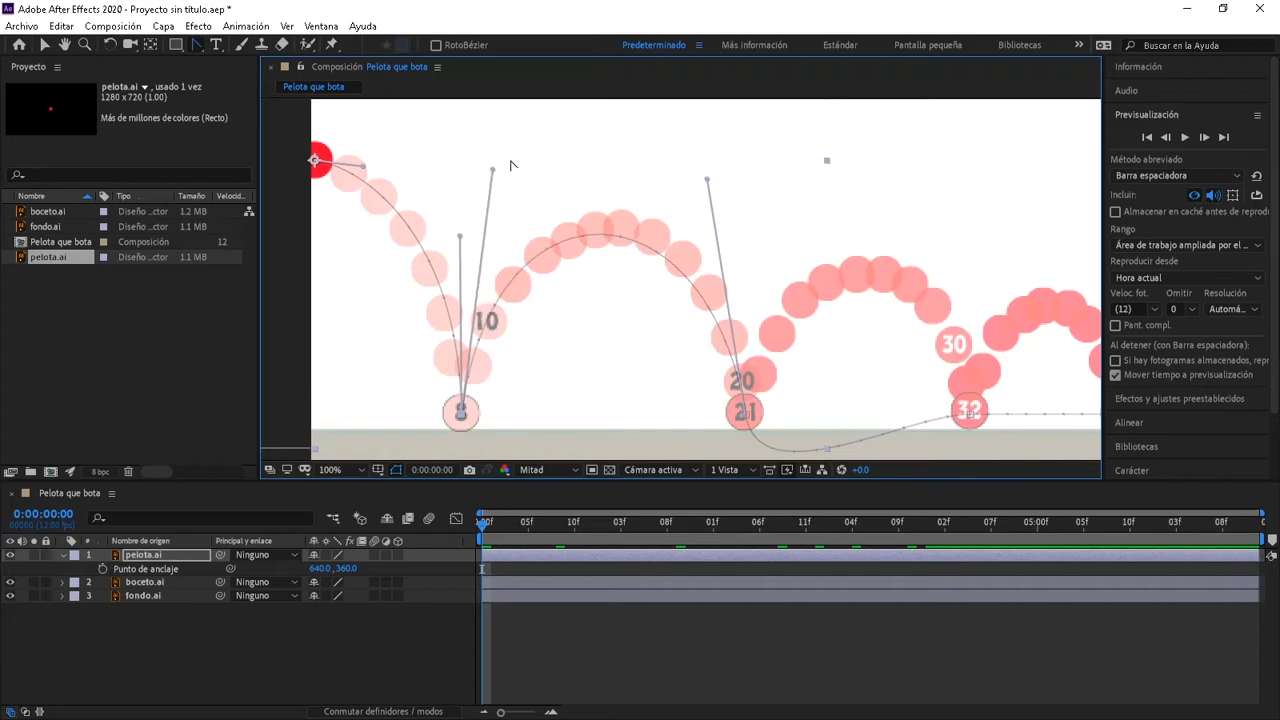 Adobe After Effects 2020 - Proyecto sin título.aep *
Archivo Editar Composición Capa Efecto Animación Ver Ventana Ayuda
RotoBézier Predeterminado Más información Estándar Pantalla pequeña Bibliotecas Buscar en la Ayuda
Proyecto
pelota.ai , usado 1 vez
1280 x 720 (1.00)
Más de millones de colores (Recto)
Nombre Tipo Tamaño Velocid...
boceto.ai Diseño ...ctor 1.2 MB
fondo.ai Diseño ...ctor 1.1 MB
Pelota que bota Composición 12
pelota.ai Diseño ...ctor 1.1 MB
8 bpc
Composición Pelota que bota
Pelota que bota
8
10
20
21
30
32
100% 0:00:00:00 Mitad Cámara activa 1 Vista +0.0
Información
Audio
Previsualización
Método abreviado
Barra espaciadora
Incluir:
Almacenar en caché antes de reprod
Rango
Área de trabajo ampliada por el ...
Reproducir desde
Hora actual
Veloc. fot. Omitir Resolución
(12) 0 Automá...
Pant. compl.
Al detener (con Barra espaciadora):
Si hay fotogramas almacenados, repr
Mover tiempo a previsualización
Efectos y ajustes preestablecidos
Alinear
Bibliotecas
Carácter
Párrafo
Pelota que bota
0:00:00:00
00000 (12.00 fps)
# Nombre de origen Principal y enlace
1 pelota.ai Ninguno
Punto de anclaje 640.0,360.0
2 boceto.ai Ninguno
3 fondo.ai Ninguno
Conmutar definidores / modos
:00f 05f 10f 03f 08f 01f 06f 11f 04f 09f 02f 07f 05:00f 05f 10f 03f 08f